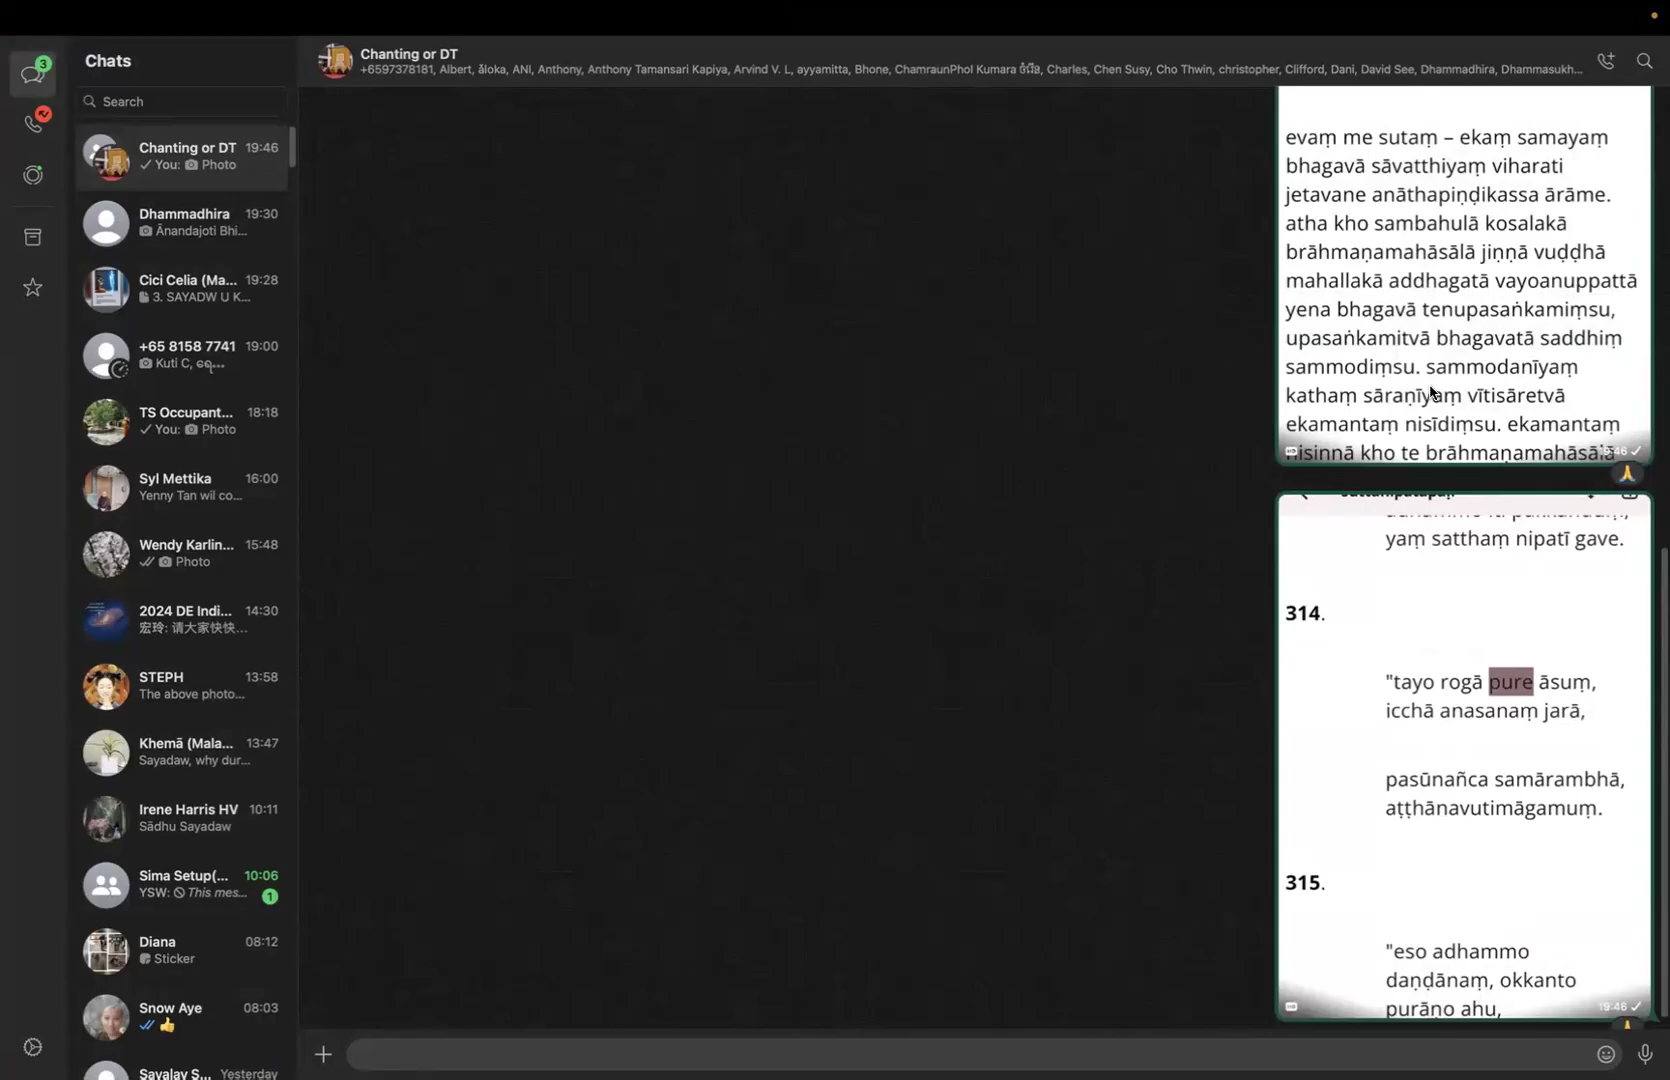 3
Chats
Search
Chanting or DT 19:46
You: Photo
Dhammadhira 19:30
Ānandajoti Bhi...
Cici Celia (Ma... 19:28
3. SAYADW U K...
+65 8158 7741 19:00
Kuti C,
TS Occupant... 18:18
You: Photo
Syl Mettika 16:00
Yenny Tan wil co...
Wendy Karlin... 15:48
Photo
2024 DE Indi... 14:30
宏玲: 请大家快快...
STEPH 13:58
The above photo...
Khemā (Mala... 13:47
Sayadaw, why dur...
Irene Harris HV 10:11
Sādhu Sayadaw
Sima Setup(... 10:06
YSW: This mes... 1
Diana 08:12
Sticker
Snow Aye 08:03
👍
Sayalay S... Yesterday
Chanting or DT
+6597378181, Albert, āloka, ANI, Anthony, Anthony Tamansari Kapiya, Arvind V. L, ayyamitta, Bhone, ChamraunPhol Kumara, Charles, Chen Susy, Cho Thwin, christopher, Clifford, Dani, David See, Dhammadhira, Dhammasukh...
evaṃ me sutaṃ – ekaṃ samayaṃ
bhagavā sāvatthiyaṃ viharati
jetavane anāthapiṇḍikassa ārāme.
atha kho sambahulā kosalakā
brāhmaṇamahāsālā jiṇṇā vuḍḍhā
mahallakā addhagatā vayoanuppattā
yena bhagavā tenupasaṅkamiṃsu,
upasaṅkamitvā bhagavatā saddhiṃ
sammodiṃsu. sammodanīyaṃ
kathaṃ sāraṇīyaṃ vītisāretvā
ekamantaṃ nisīdiṃsu. ekamantaṃ
nisinnā kho te brāhmaṇamahāsālā
19:46
🙏
yaṃ satthaṃ nipatī gave.
314.
"tayo rogā pure āsuṃ,
icchā anasanaṃ jarā,
pasūnañca samārambhā,
aṭṭhānavutimāgamuṃ.
315.
"eso adhammo
daṇḍānaṃ, okkanto
purāṇo ahu,
19:46